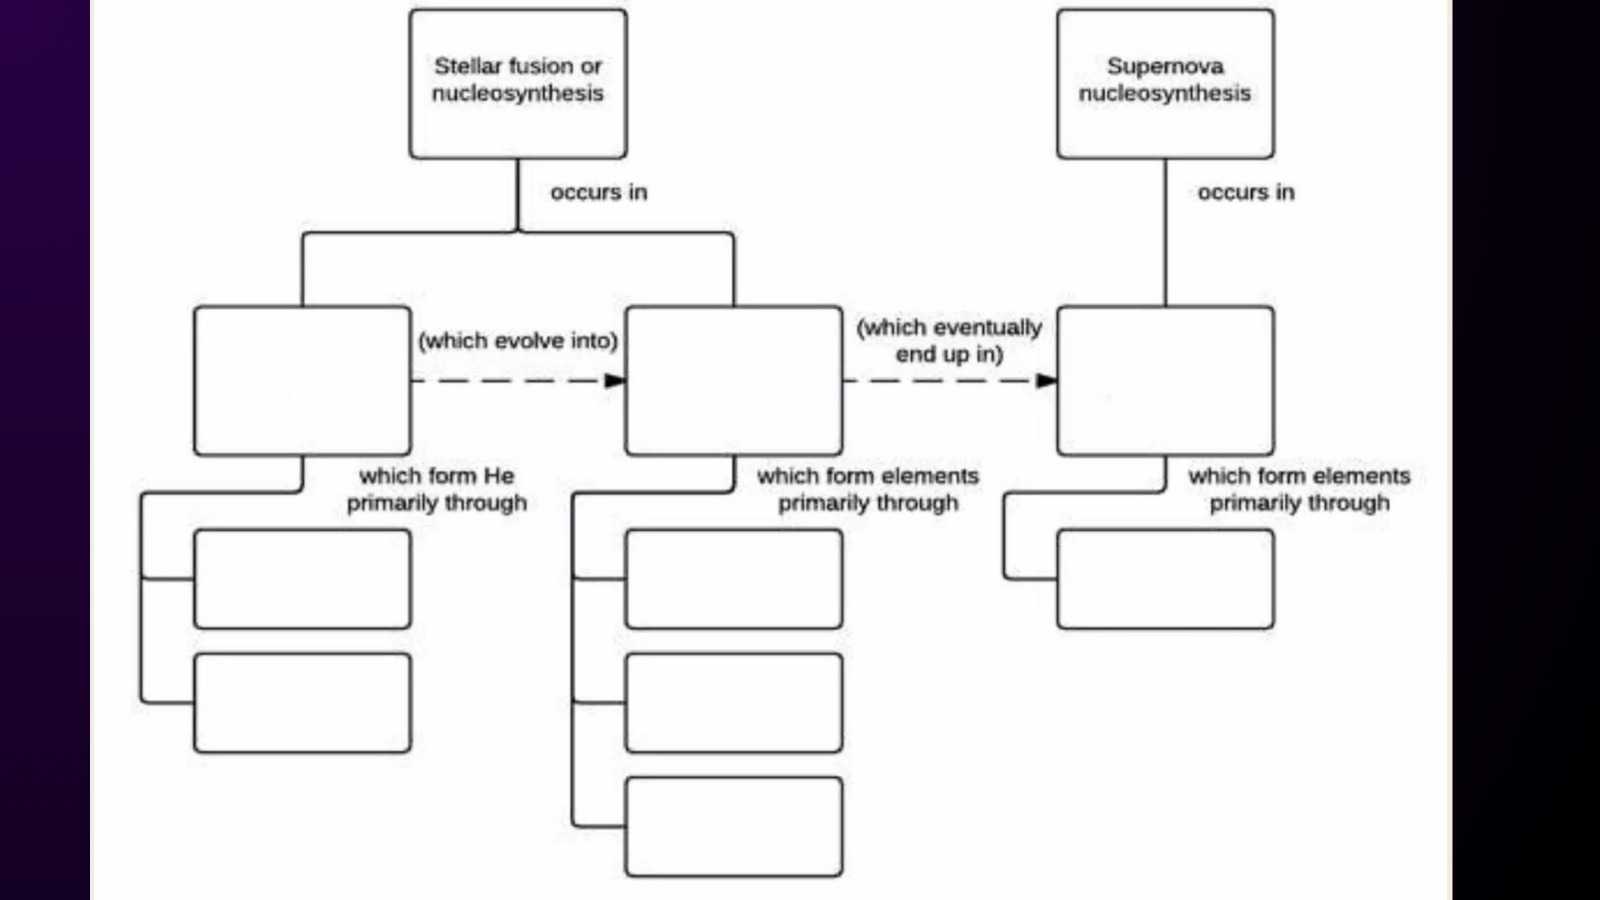 Stellar fusion or
nucleosynthesis
Supernova
nucleosynthesis
occurs in
occurs in
(which evolve into)
(which eventually
end up in)
which form He
primarily through
which form elements
primarily through
which form elements
primarily through